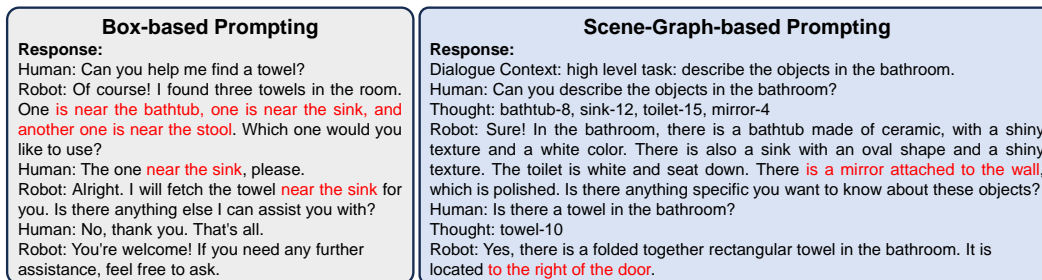 Box-based Prompting
Response:
Human: Can you help me find a towel?
Robot: Of course! I found three towels in the room.
One is near the bathtub, one is near the sink, and
another one is near the stool. Which one would you
like to use?
Human: The one near the sink, please.
Robot: Alright. I will fetch the towel near the sink for
you. Is there anything else I can assist you with?
Human: No, thank you. That's all.
Robot: You're welcome! If you need any further
assistance, feel free to ask.
Scene-Graph-based Prompting
Response:
Dialogue Context: high level task: describe the objects in the bathroom.
Human: Can you describe the objects in the bathroom?
Thought: bathtub-8, sink-12, toilet-15, mirror-4
Robot: Sure! In the bathroom, there is a bathtub made of ceramic, with a shiny
texture and a white color. There is also a sink with an oval shape and a shiny
texture. The toilet is white and seat down. There is a mirror attached to the wall,
which is polished. Is there anything specific you want to know about these objects?
Human: Is there a towel in the bathroom?
Thought: towel-10
Robot: Yes, there is a folded together rectangular towel in the bathroom. It is
located to the right of the door.